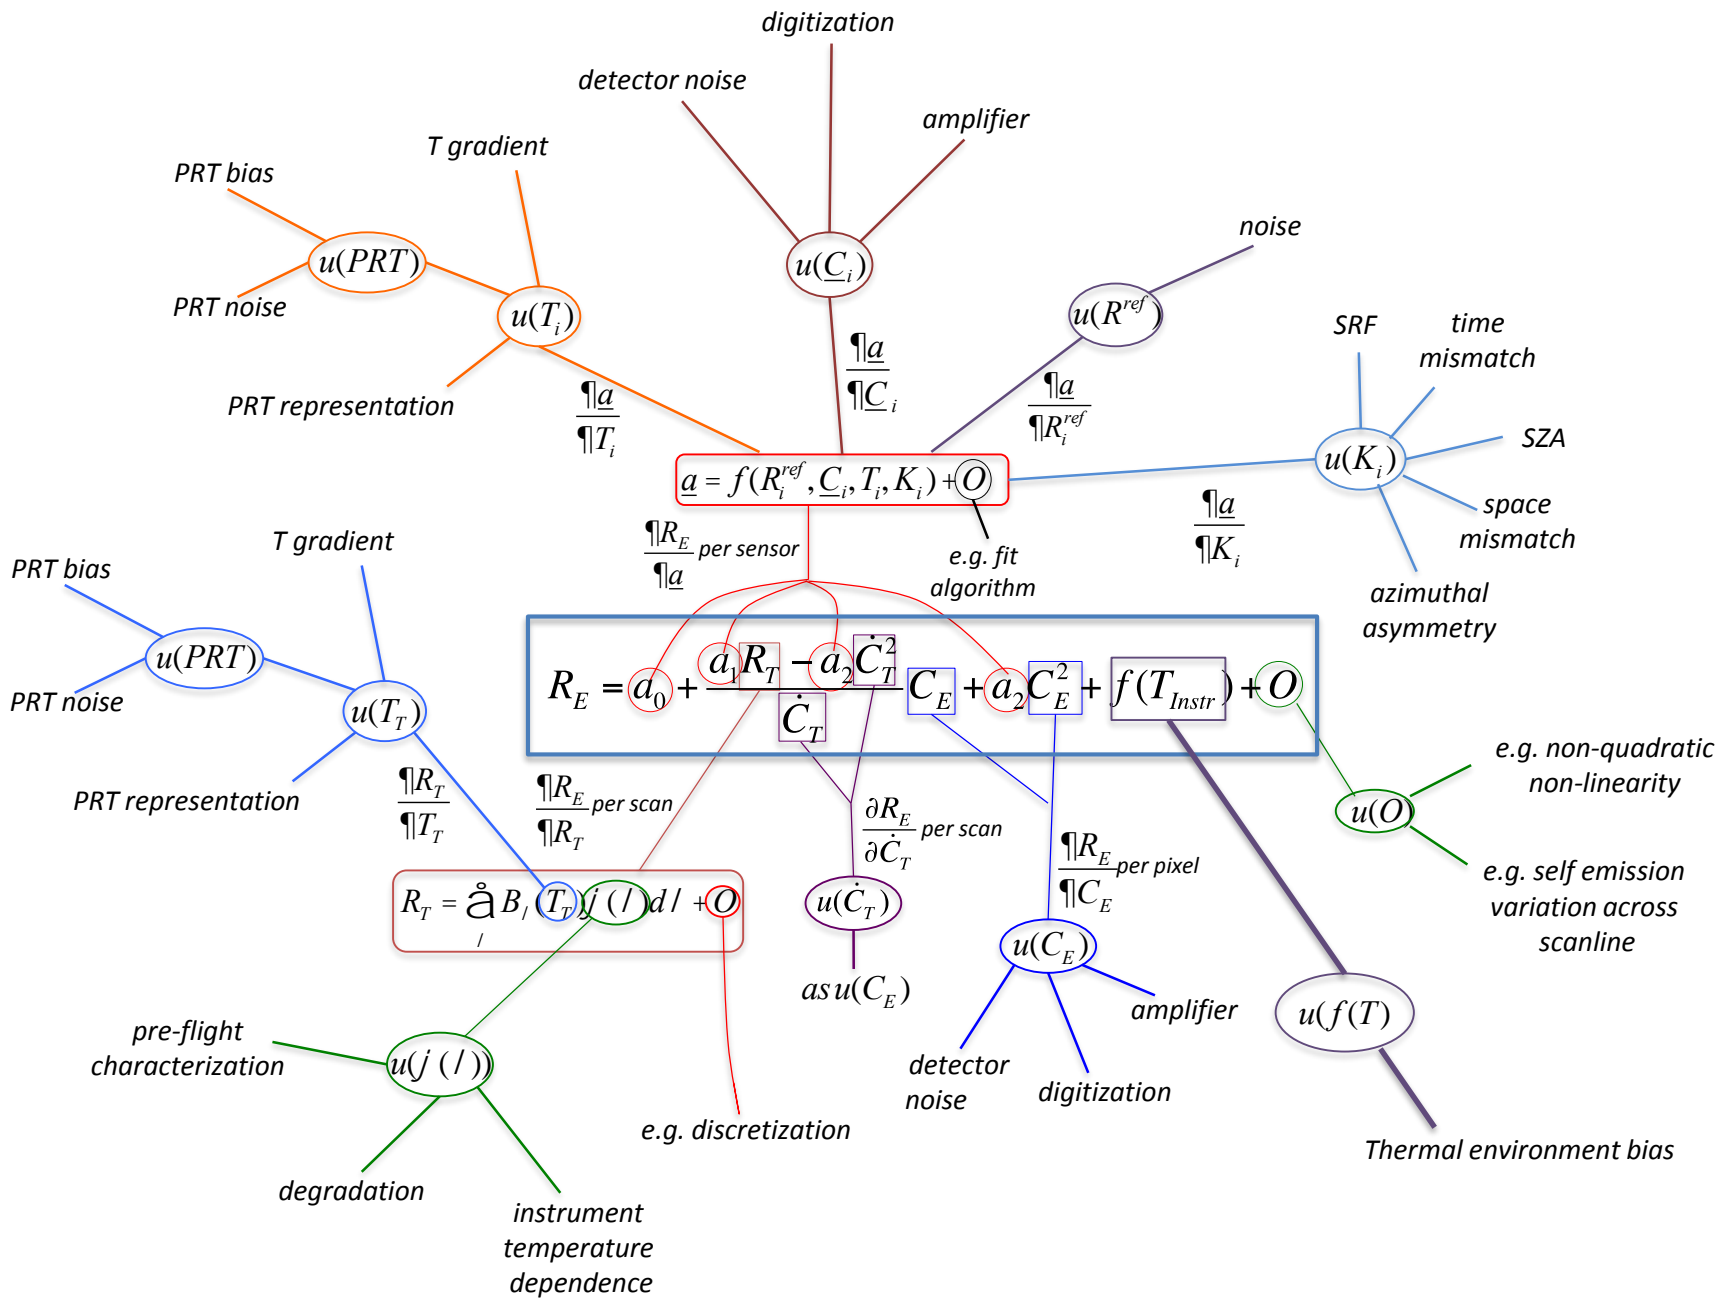 digitization
detector noise
amplifier
T gradient
PRT bias
u(PRT)
PRT noise
u(T_i)
PRT representation
u(C_i)
noise
u(R^{ref})
SRF
time
mismatch
SZA
u(K_i)
space
mismatch
azimuthal
asymmetry
¶a
¶T_i
¶a
¶C_i
¶a
¶R_i^{ref}
¶a
¶K_i
a = f(R_i^{ref}, C_i, T_i, K_i) + O
¶R_E
¶a
per sensor
e.g. fit
algorithm
T gradient
PRT bias
u(PRT)
PRT noise
u(T_T)
PRT representation
R_E = a_0 + (a_1 R_T − a_2 Ċ_T^2) / Ċ_T C_E + a_2 C_E^2 + f(T_{Instr}) + O
¶R_T
¶T_T
¶R_E
¶R_T
per scan
∂R_E
∂Ċ_T
per scan
¶R_E
¶C_E
per pixel
e.g. non-quadratic
non-linearity
u(O)
e.g. self emission
variation across
scanline
R_T = å B_/(T_T) j (/) d/ + O
/
u(Ċ_T)
as u(C_E)
u(C_E)
amplifier
detector
noise
digitization
u(f(T)
Thermal environment bias
pre-flight
characterization
u(j (/))
degradation
instrument
temperature
dependence
e.g. discretization